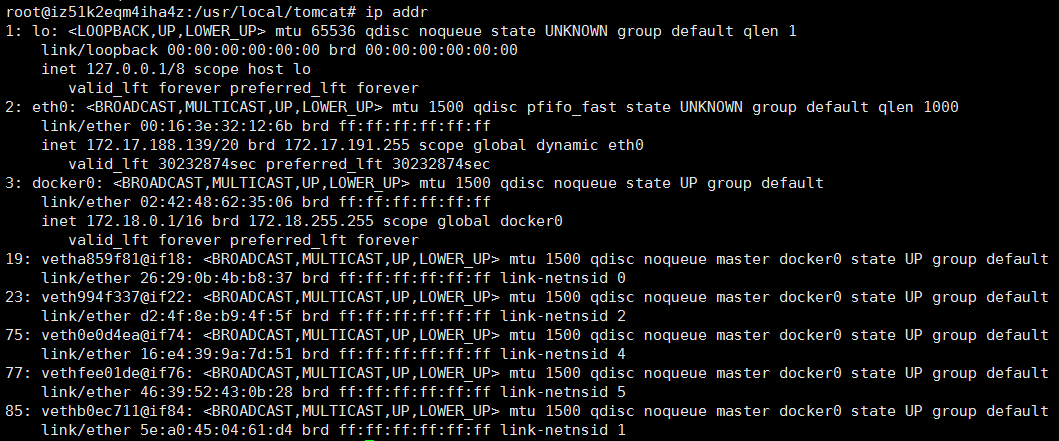 root@iz51k2eqm4iha4z:/usr/local/tomcat# ip addr
1: lo: <LOOPBACK,UP,LOWER_UP> mtu 65536 qdisc noqueue state UNKNOWN group default qlen 1
    link/loopback 00:00:00:00:00:00 brd 00:00:00:00:00:00
    inet 127.0.0.1/8 scope host lo
       valid_lft forever preferred_lft forever
2: eth0: <BROADCAST,MULTICAST,UP,LOWER_UP> mtu 1500 qdisc pfifo_fast state UNKNOWN group default qlen 1000
    link/ether 00:16:3e:32:12:6b brd ff:ff:ff:ff:ff:ff
    inet 172.17.188.139/20 brd 172.17.191.255 scope global dynamic eth0
       valid_lft 30232874sec preferred_lft 30232874sec
3: docker0: <BROADCAST,MULTICAST,UP,LOWER_UP> mtu 1500 qdisc noqueue state UP group default
    link/ether 02:42:48:62:35:06 brd ff:ff:ff:ff:ff:ff
    inet 172.18.0.1/16 brd 172.18.255.255 scope global docker0
       valid_lft forever preferred_lft forever
19: vetha859f81@if18: <BROADCAST,MULTICAST,UP,LOWER_UP> mtu 1500 qdisc noqueue master docker0 state UP group default
    link/ether 26:29:0b:4b:b8:37 brd ff:ff:ff:ff:ff:ff link-netnsid 0
23: veth994f337@if22: <BROADCAST,MULTICAST,UP,LOWER_UP> mtu 1500 qdisc noqueue master docker0 state UP group default
    link/ether d2:4f:8e:b9:4f:5f brd ff:ff:ff:ff:ff:ff link-netnsid 2
75: veth0e0d4ea@if74: <BROADCAST,MULTICAST,UP,LOWER_UP> mtu 1500 qdisc noqueue master docker0 state UP group default
    link/ether 16:e4:39:9a:7d:51 brd ff:ff:ff:ff:ff:ff link-netnsid 4
77: vethfee01de@if76: <BROADCAST,MULTICAST,UP,LOWER_UP> mtu 1500 qdisc noqueue master docker0 state UP group default
    link/ether 46:39:52:43:0b:28 brd ff:ff:ff:ff:ff:ff link-netnsid 5
85: vethb0ec711@if84: <BROADCAST,MULTICAST,UP,LOWER_UP> mtu 1500 qdisc noqueue master docker0 state UP group default
    link/ether 5e:a0:45:04:61:d4 brd ff:ff:ff:ff:ff:ff link-netnsid 1